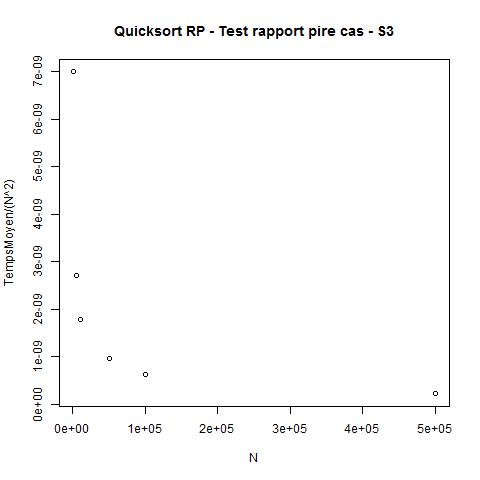 Quicksort RP - Test rapport pire cas - S3
TempsMoyen/(N^2)
7e-09
6e-09
5e-09
4e-09
3e-09
2e-09
1e-09
0e+00
0e+00 1e+05 2e+05 3e+05 4e+05 5e+05
N